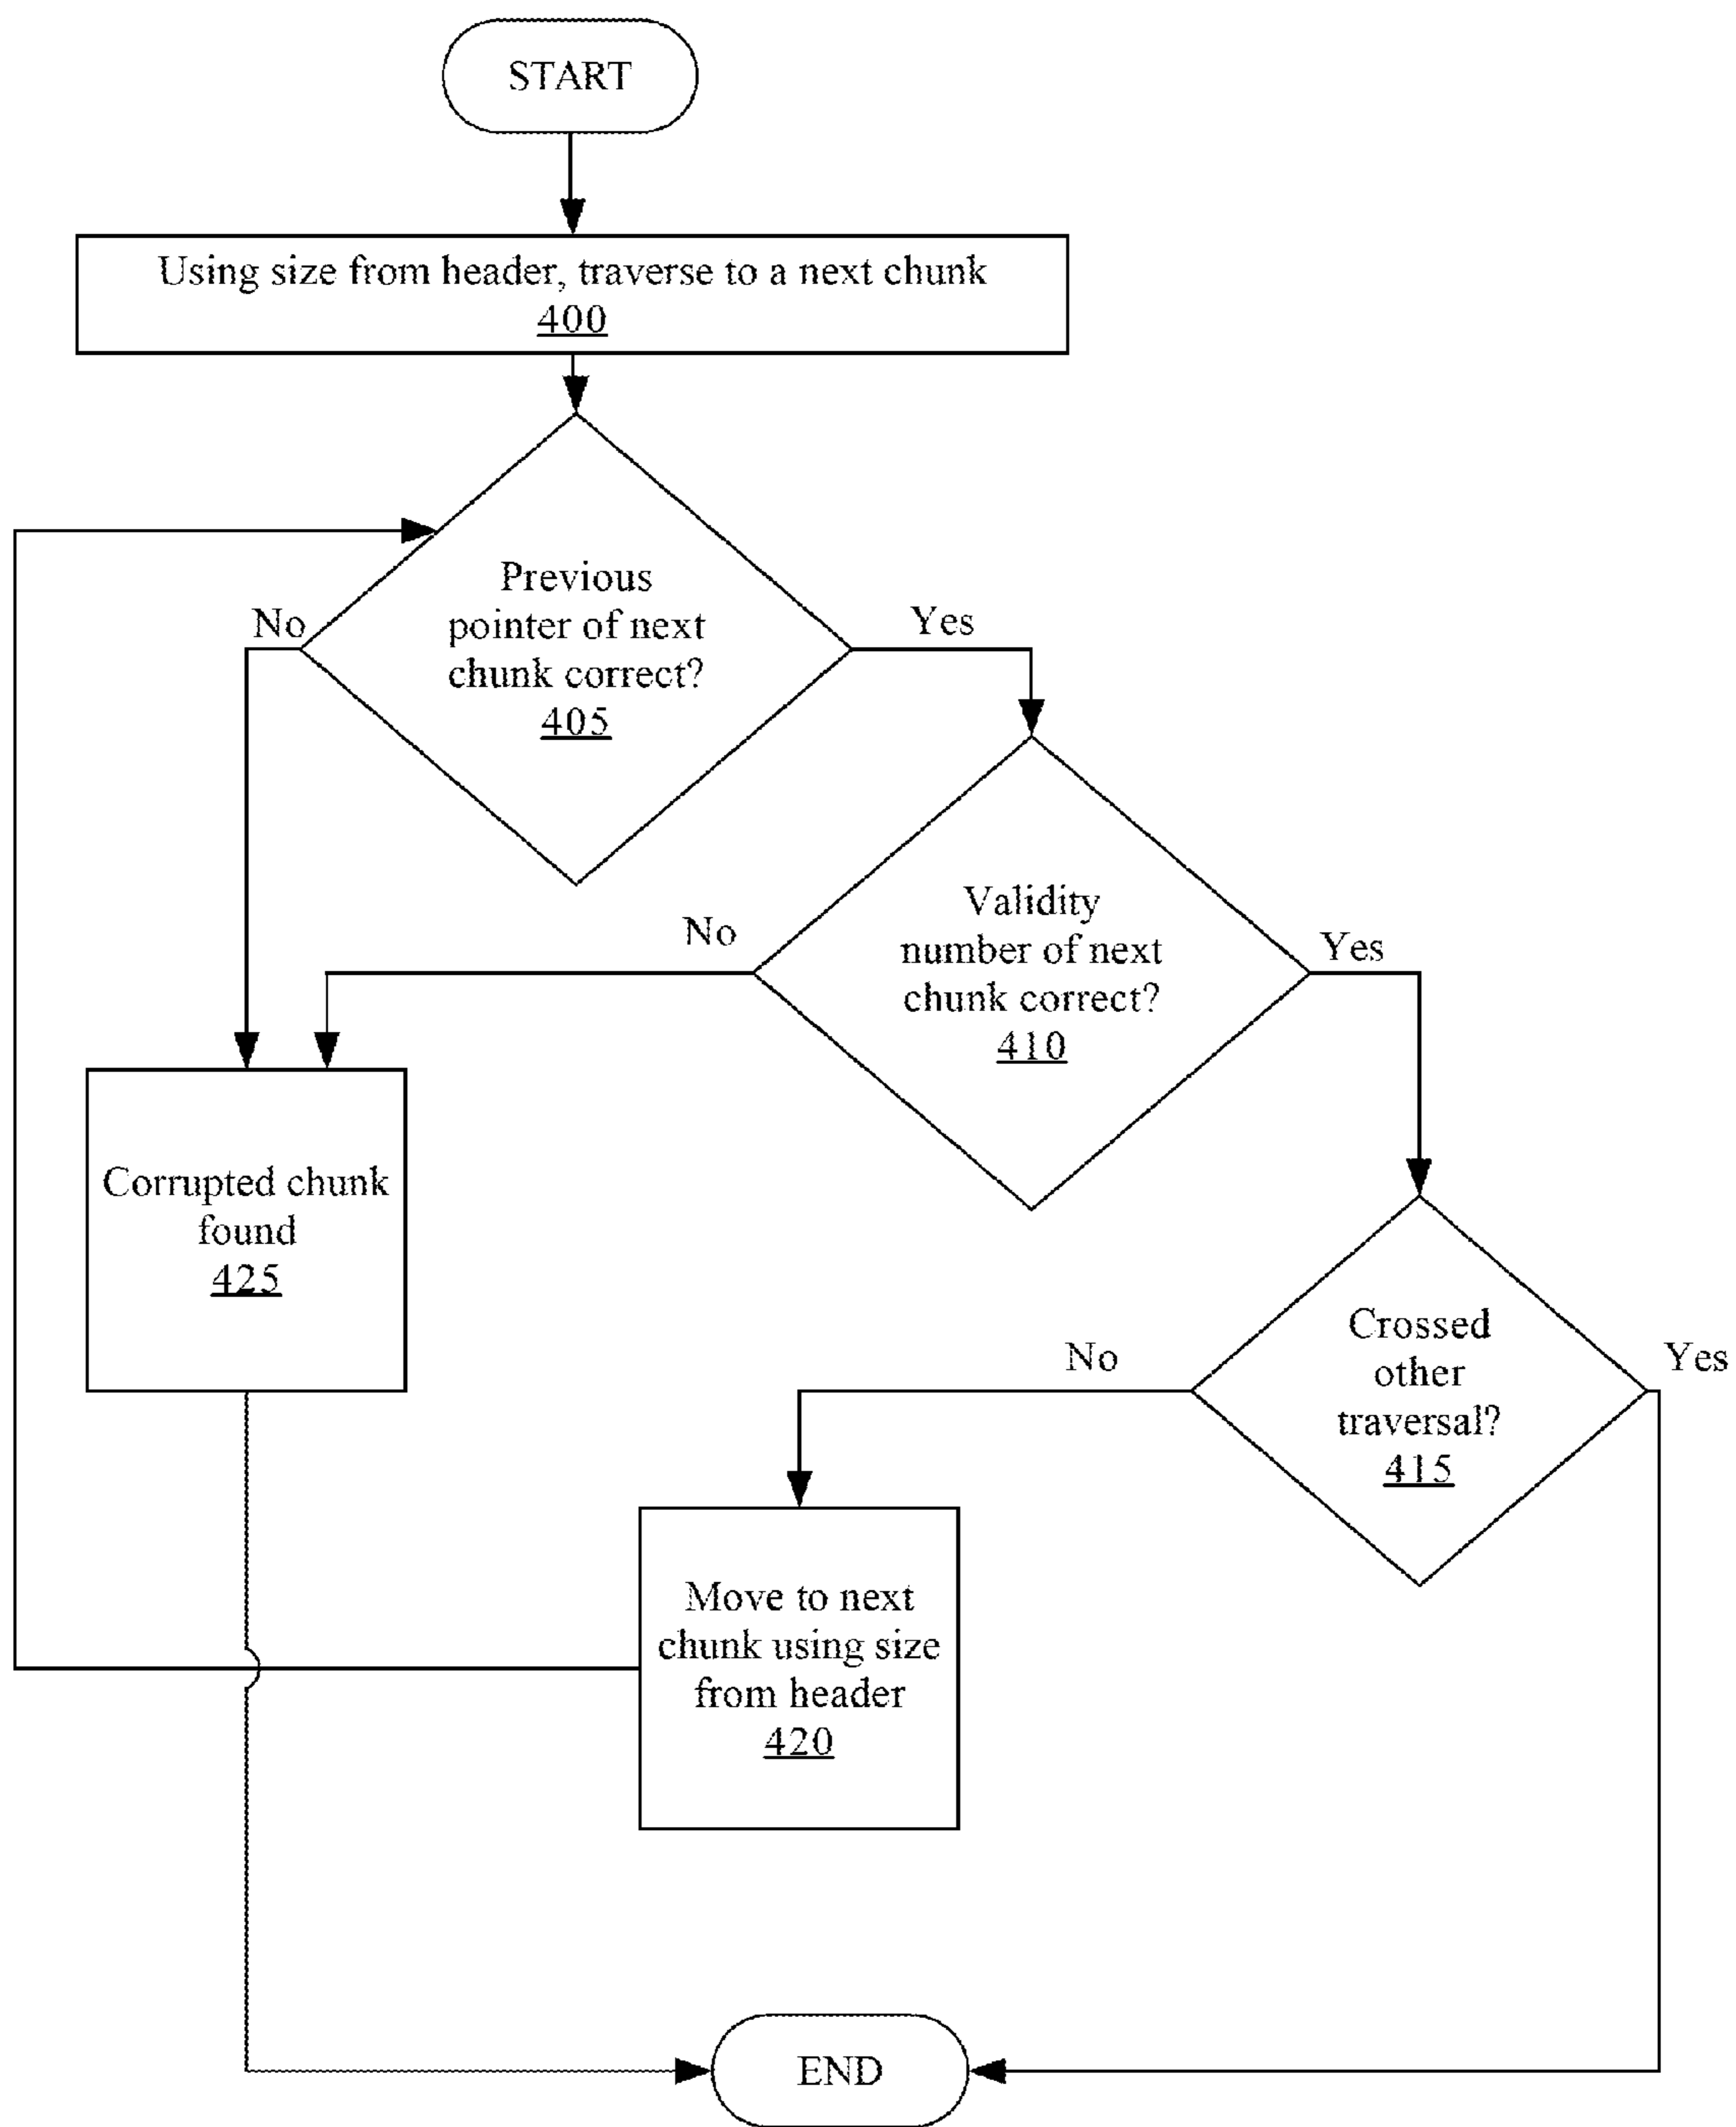 START
Using size from header, traverse to a next chunk
400
Previous
pointer of next
chunk correct?
405
No
Yes
Validity
number of next
chunk correct?
410
No
Yes
Corrupted chunk
found
425
Crossed
other
traversal?
415
No
Yes
Move to next
chunk using size
from header
420
END